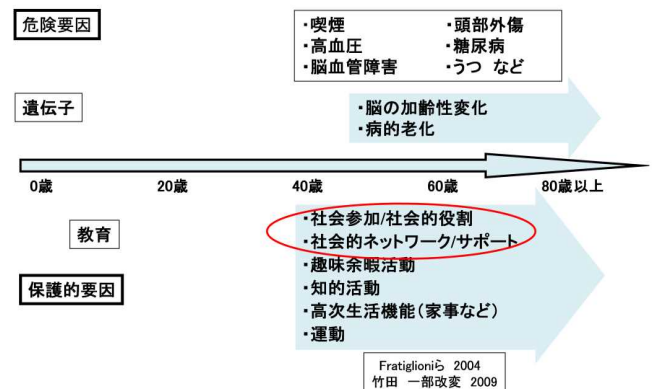 危険要因
・喫煙 ・頭部外傷
・高血圧 ・糖尿病
・脳血管障害 ・うつ など
遺伝子
・脳の加齢性変化
・病的老化
0歳 20歳 40歳 60歳 80歳以上
教育
・社会参加/社会的役割
・社会的ネットワーク/サポート
・趣味余暇活動
・知的活動
・高次生活機能(家事など)
・運動
保護的要因
Fratiglioniら 2004
竹田 一部改変 2009